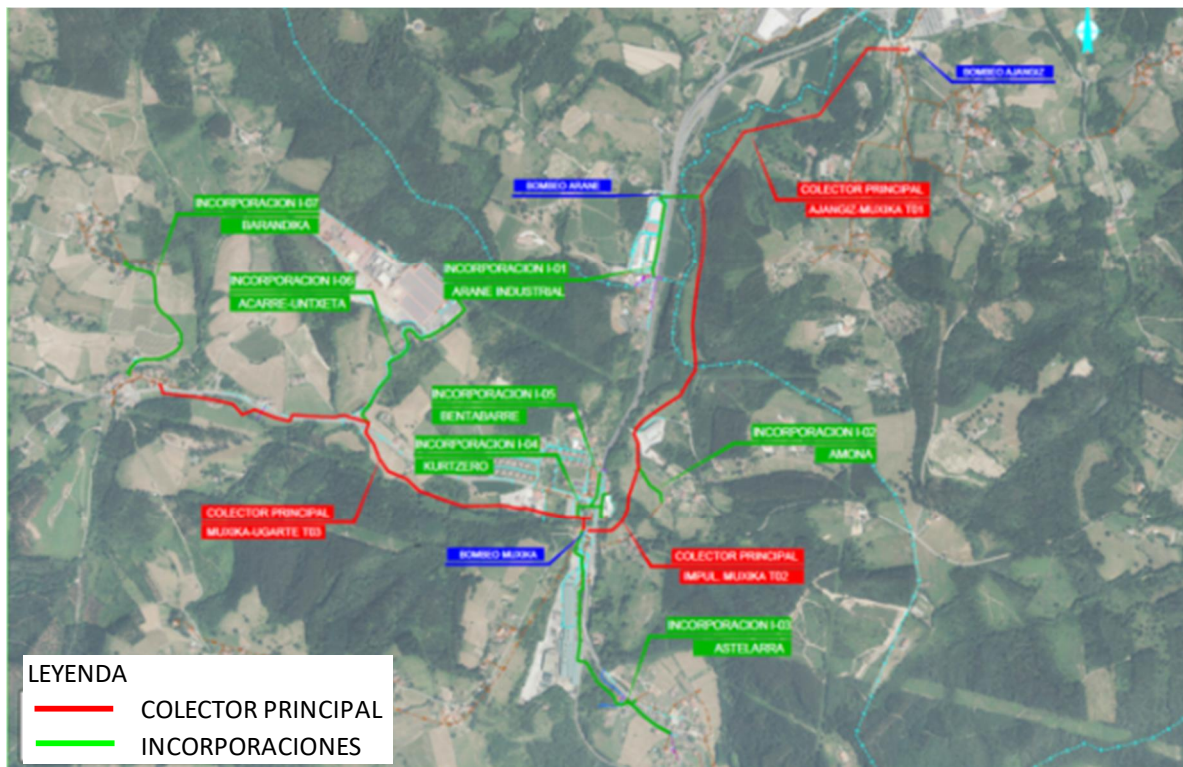 BOMBEO AJANGIZ
BOMBEO ARANE
COLECTOR PRINCIPAL
AJANGIZ-MUXIKA T01
INCORPORACION I-07
BARANDIKA
INCORPORACION I-06
ACARRE-UNTXETA
INCORPORACION I-01
ARANE INDUSTRIAL
INCORPORACION I-05
BENTABARRE
INCORPORACION I-04
KURTZERO
INCORPORACION I-02
AMONA
COLECTOR PRINCIPAL
MUXIKA-UGARTE T03
BOMBEO MUXIKA
COLECTOR PRINCIPAL
IMPUL. MUXIKA T02
INCORPORACION I-03
ASTELARRA
LEYENDA
COLECTOR PRINCIPAL
INCORPORACIONES